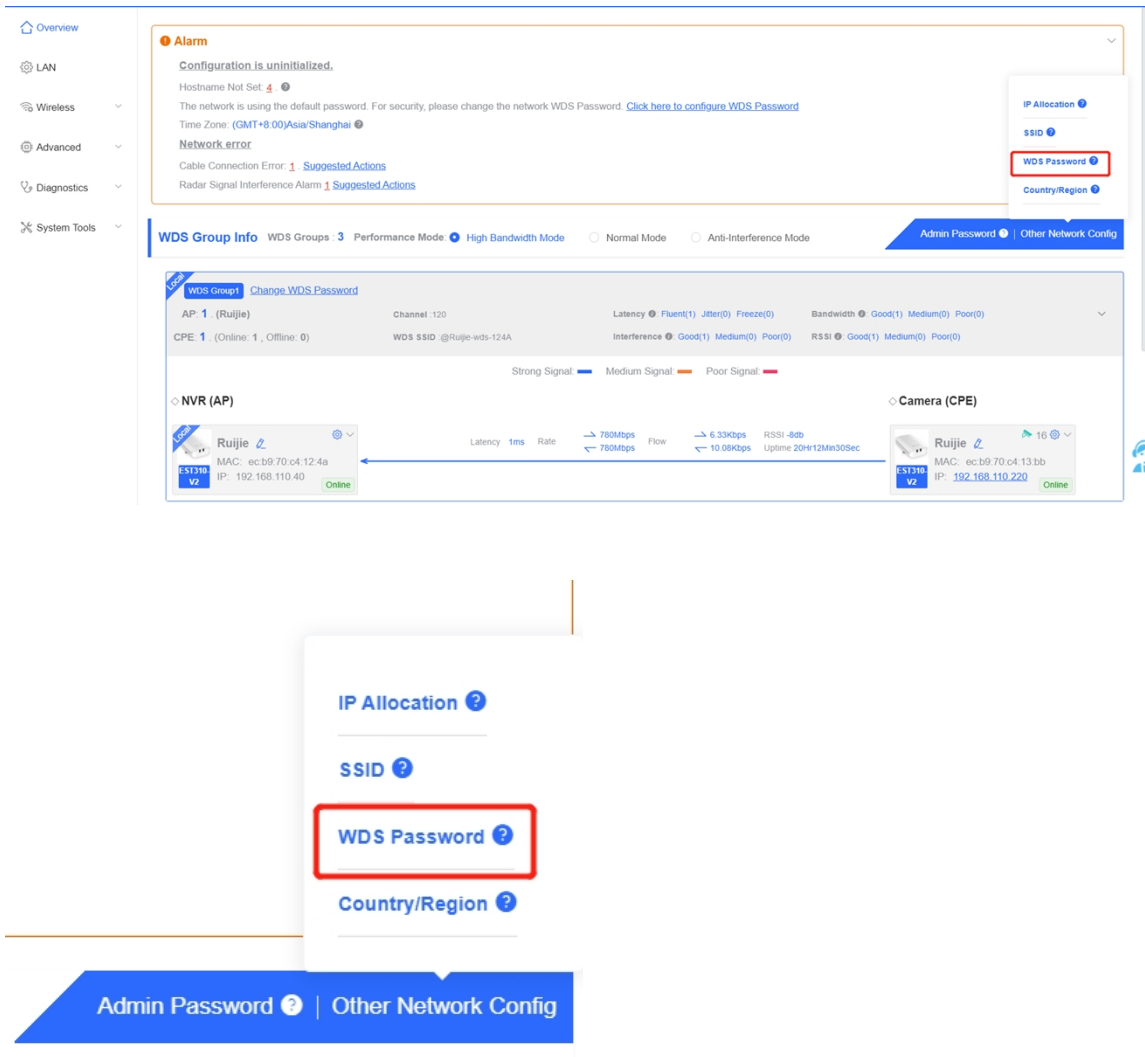 Overview
LAN
Wireless
Advanced
Diagnostics
System Tools
Alarm
Configuration is uninitialized.
Hostname Not Set: 4 .
The network is using the default password. For security, please change the network WDS Password. Click here to configure WDS Password
Time Zone: (GMT+8:00)Asia/Shanghai
Network error
Cable Connection Error: 1 . Suggested Actions
Radar Signal Interference Alarm 1 Suggested Actions
IP Allocation ?
SSID ?
WDS Password ?
Country/Region ?
WDS Group Info WDS Groups : 3 Performance Mode: High Bandwidth Mode Normal Mode Anti-Interference Mode
Admin Password ? | Other Network Config
Local
WDS Group1 Change WDS Password
AP: 1 . (Ruijie) Channel :120 Latency : Fluent(1) Jitter(0) Freeze(0) Bandwidth : Good(1) Medium(0) Poor(0)
CPE: 1 . (Online: 1 , Offline: 0) WDS SSID :@Ruijie-wds-124A Interference : Good(1) Medium(0) Poor(0) RSSI : Good(1) Medium(0) Poor(0)
Strong Signal: Medium Signal: Poor Signal:
NVR (AP)
Camera (CPE)
Local
Ruijie
MAC: ec:b9:70:c4:12:4a
IP: 192.168.110.40
EST310-V2
Online
Latency 1ms Rate 780Mbps Flow 6.33Kbps RSSI -8db
780Mbps 10.08Kbps Uptime 20Hr12Min30Sec
Ruijie 16
MAC: ec:b9:70:c4:13:bb
IP: 192.168.110.220
EST310-V2
Online
IP Allocation ?
SSID ?
WDS Password ?
Country/Region ?
Admin Password ? | Other Network Config